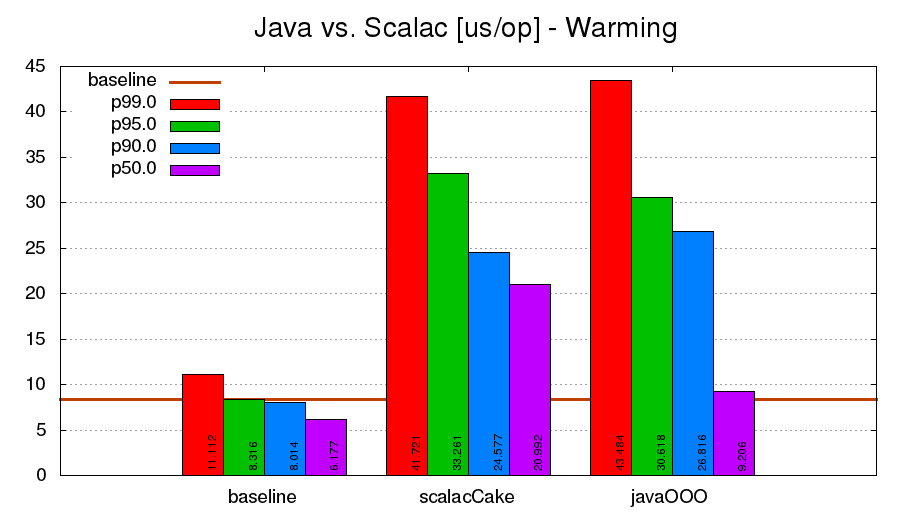 Java vs. Scalac [us/op] - Warming
45
40
35
30
25
20
15
10
5
0
baseline
p99.0
p95.0
p90.0
p50.0
11.112
8.316
8.014
6.177
41.721
33.261
24.577
20.992
43.484
30.618
26.816
9.206
baseline
scalacCake
javaOOO